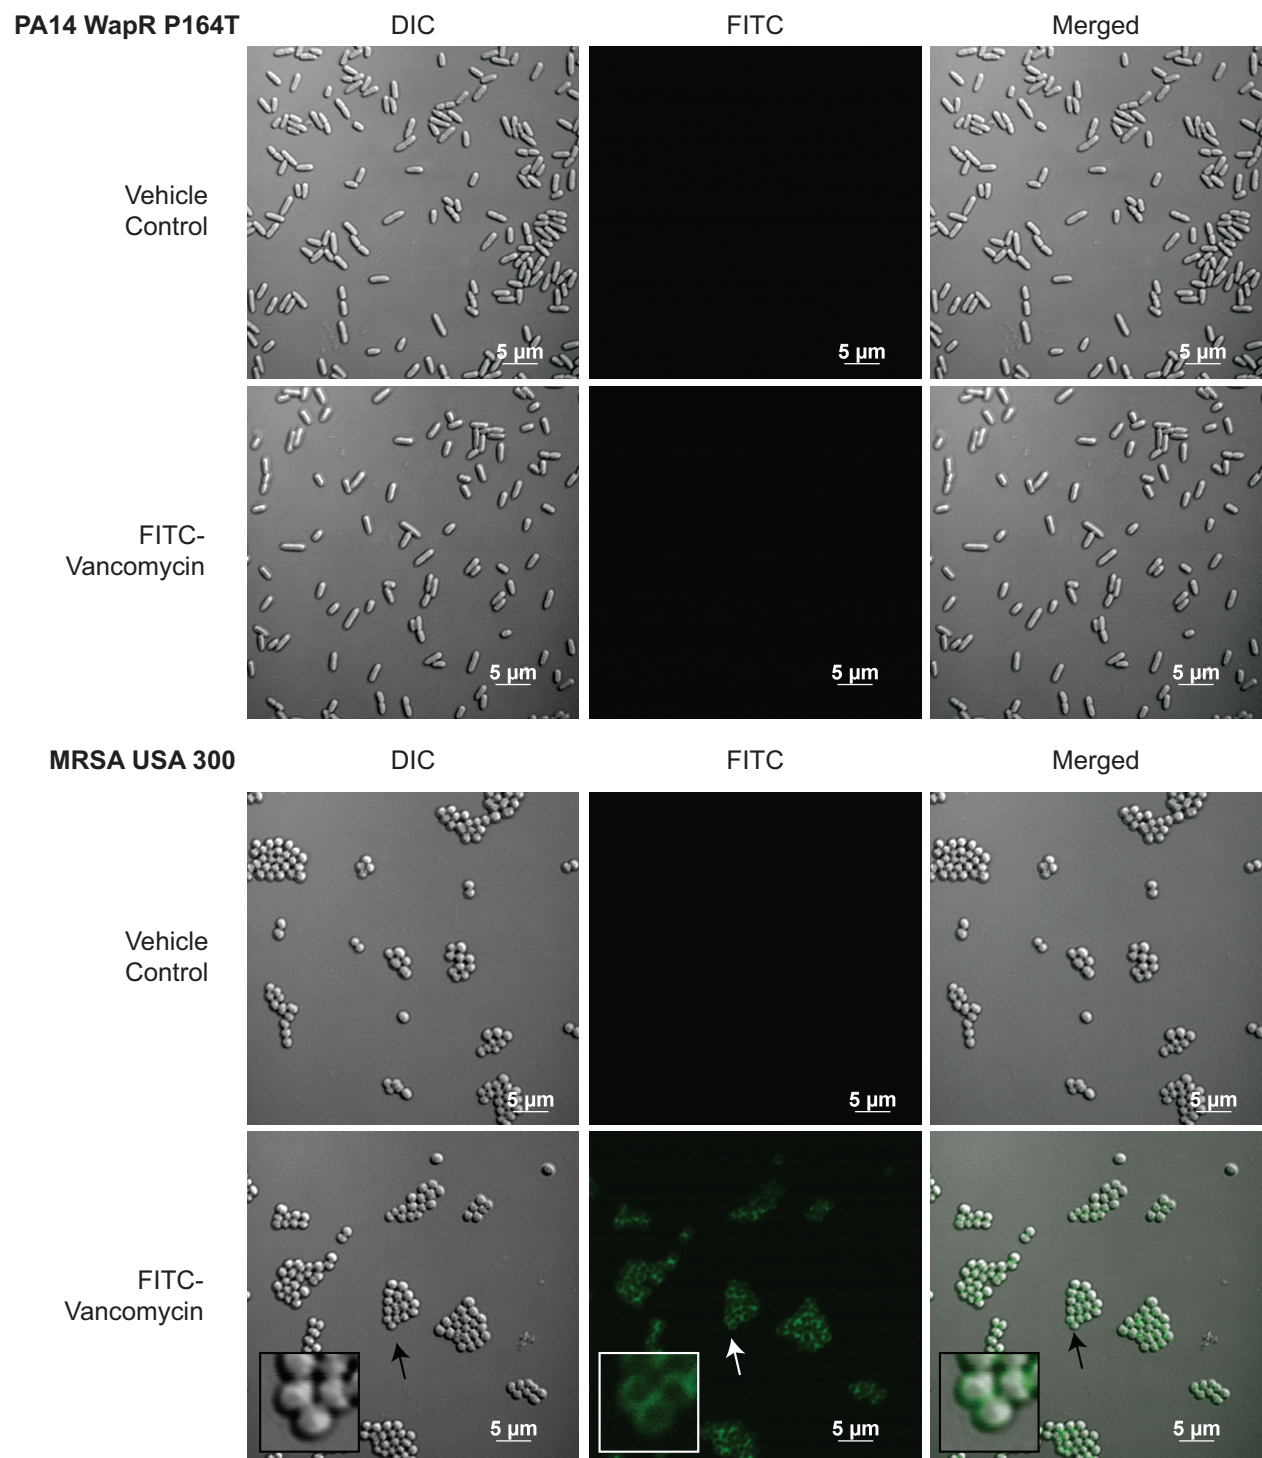 PA14 WapR P164T
DIC
FITC
Merged
Vehicle
Control
5 µm
5 µm
5 µm
FITC-
Vancomycin
5 µm
5 µm
5 µm
MRSA USA 300
DIC
FITC
Merged
Vehicle
Control
5 µm
5 µm
5 µm
FITC-
Vancomycin
5 µm
5 µm
5 µm